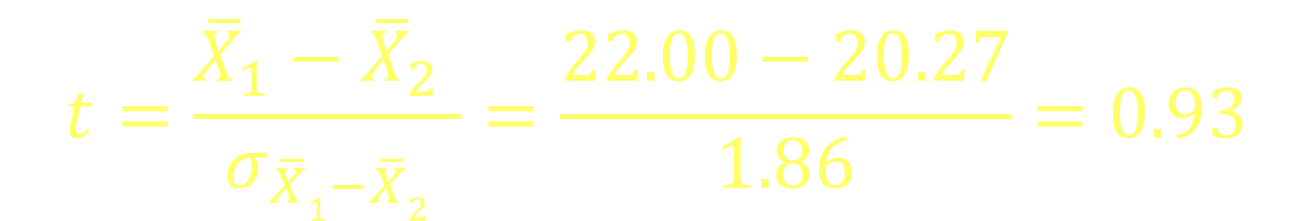 t = (X̄₁ − X̄₂) / σ_(X̄₁−X̄₂) = (22.00 − 20.27) / 1.86 = 0.93